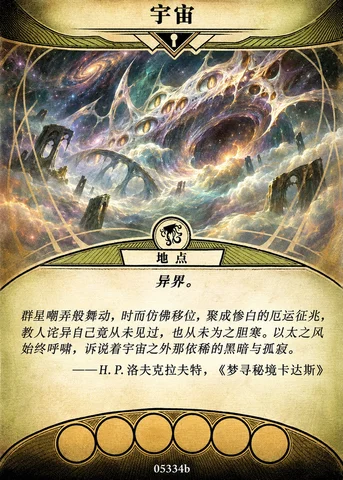 宇宙
地点
异界。
群星嘲弄般舞动，时而仿佛移位，聚成惨白的厄运征兆，
教人诧异自己竟从未见过，也从未为之胆寒。以太之风
始终呼啸，诉说着宇宙之外那依稀的黑暗与孤寂。
——H. P. 洛夫克拉夫特，《梦寻秘境卡达斯》
05334b